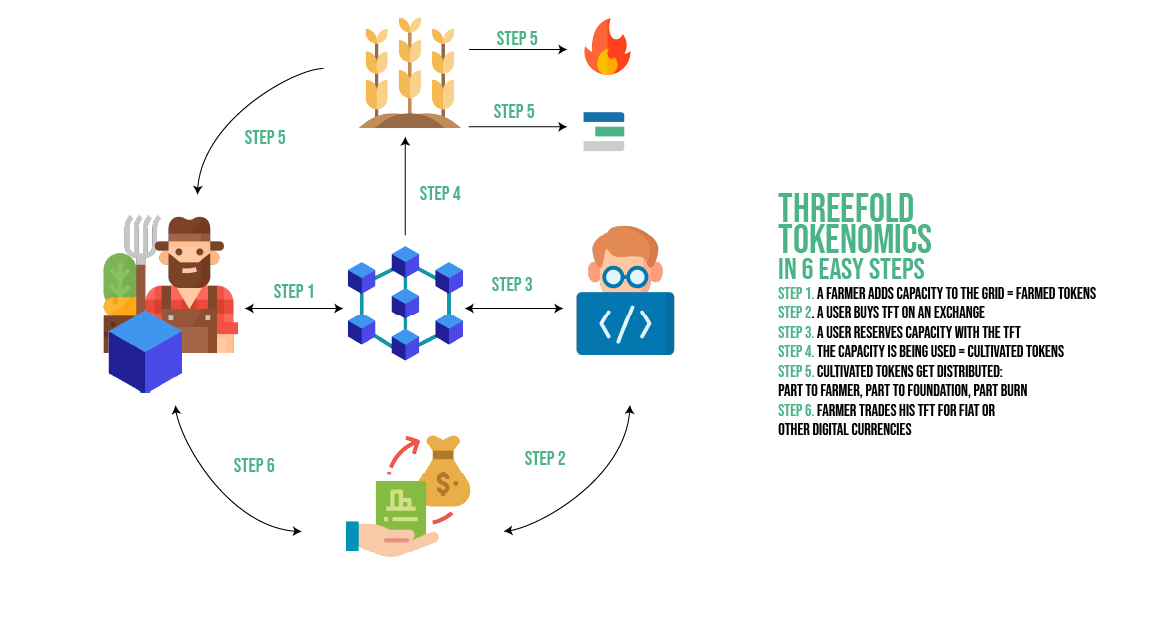 STEP 5
STEP 5
STEP 5
STEP 4
STEP 1
STEP 3
STEP 6
STEP 2
$
</>
THREEFOLD
TOKENOMICS
IN 6 EASY STEPS
STEP 1. A FARMER ADDS CAPACITY TO THE GRID = FARMED TOKENS
STEP 2. A USER BUYS TFT ON AN EXCHANGE
STEP 3. A USER RESERVES CAPACITY WITH THE TFT
STEP 4. THE CAPACITY IS BEING USED = CULTIVATED TOKENS
STEP 5. CULTIVATED TOKENS GET DISTRIBUTED:
PART TO FARMER, PART TO FOUNDATION, PART BURN
STEP 6. FARMER TRADES HIS TFT FOR FIAT OR
OTHER DIGITAL CURRENCIES